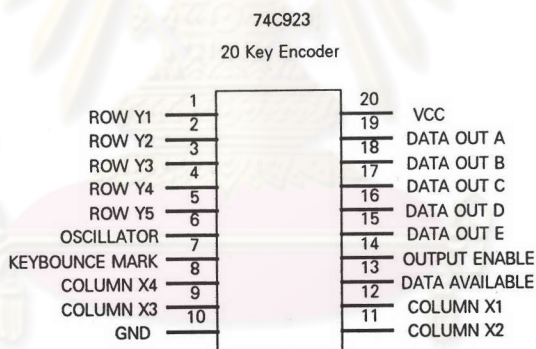 74C923
20 Key Encoder
1
ROW Y1
2
ROW Y2
3
ROW Y3
4
ROW Y4
5
ROW Y5
6
OSCILLATOR
7
KEYBOUNCE MARK
8
COLUMN X4
9
COLUMN X3
10
GND
20
VCC
19
DATA OUT A
18
DATA OUT B
17
DATA OUT C
16
DATA OUT D
15
DATA OUT E
14
OUTPUT ENABLE
13
DATA AVAILABLE
12
COLUMN X1
11
COLUMN X2